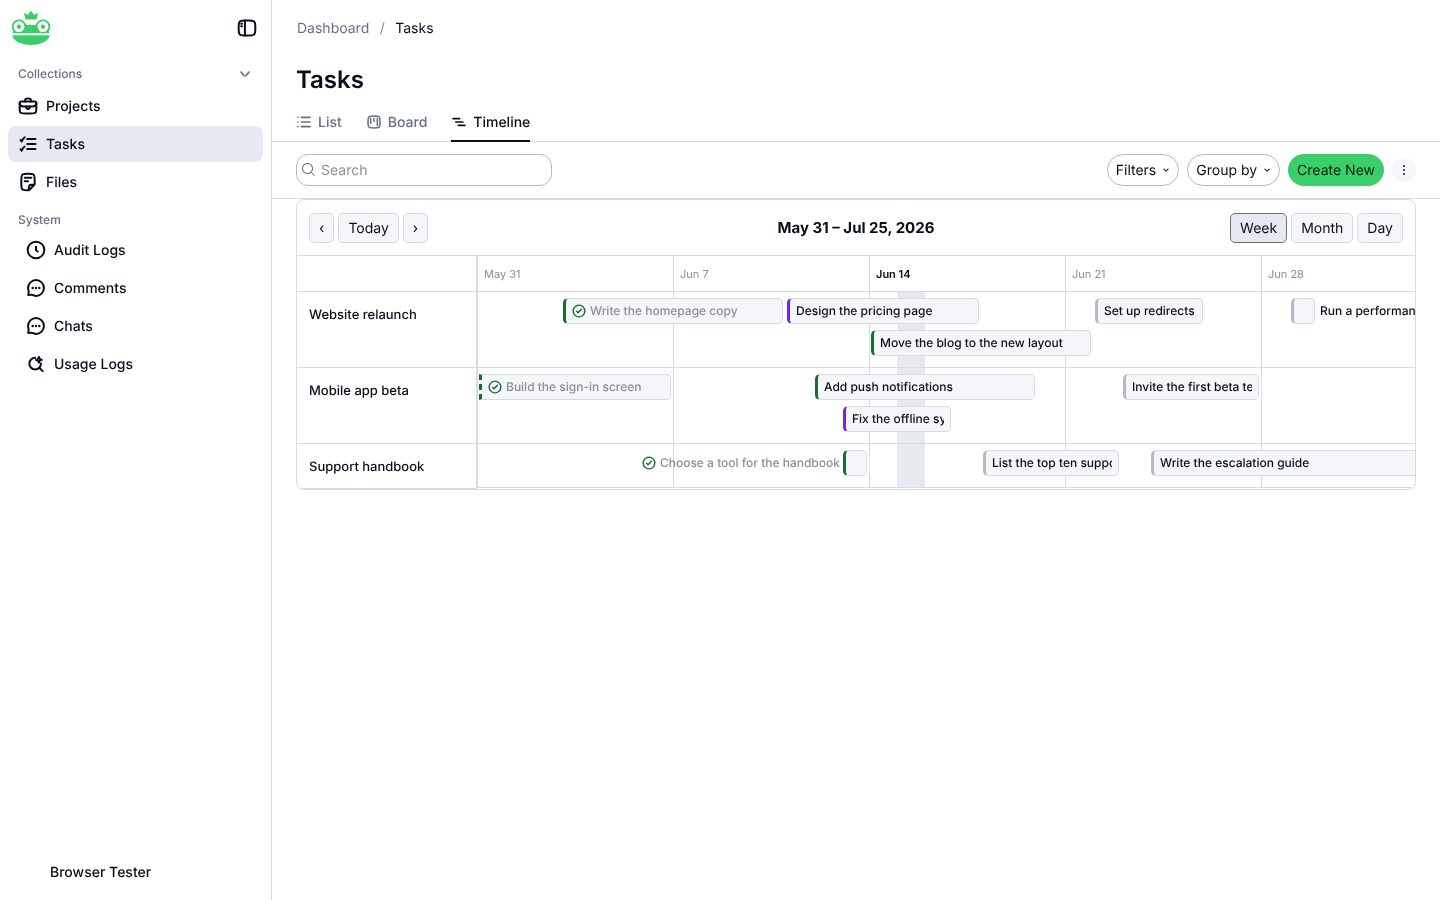 Dashboard / Tasks
Collections
Projects
Tasks
Files
System
Audit Logs
Comments
Chats
Usage Logs
Browser Tester
Tasks
List Board Timeline
Search
Filters Group by Create New
‹ Today › May 31 – Jul 25, 2026 Week Month Day
May 31 Jun 7 Jun 14 Jun 21 Jun 28
Website relaunch
Write the homepage copy Design the pricing page Set up redirects Run a performan
Move the blog to the new layout
Mobile app beta
Build the sign-in screen Add push notifications Invite the first beta te
Fix the offline sy
Support handbook
Choose a tool for the handbook List the top ten suppo Write the escalation guide